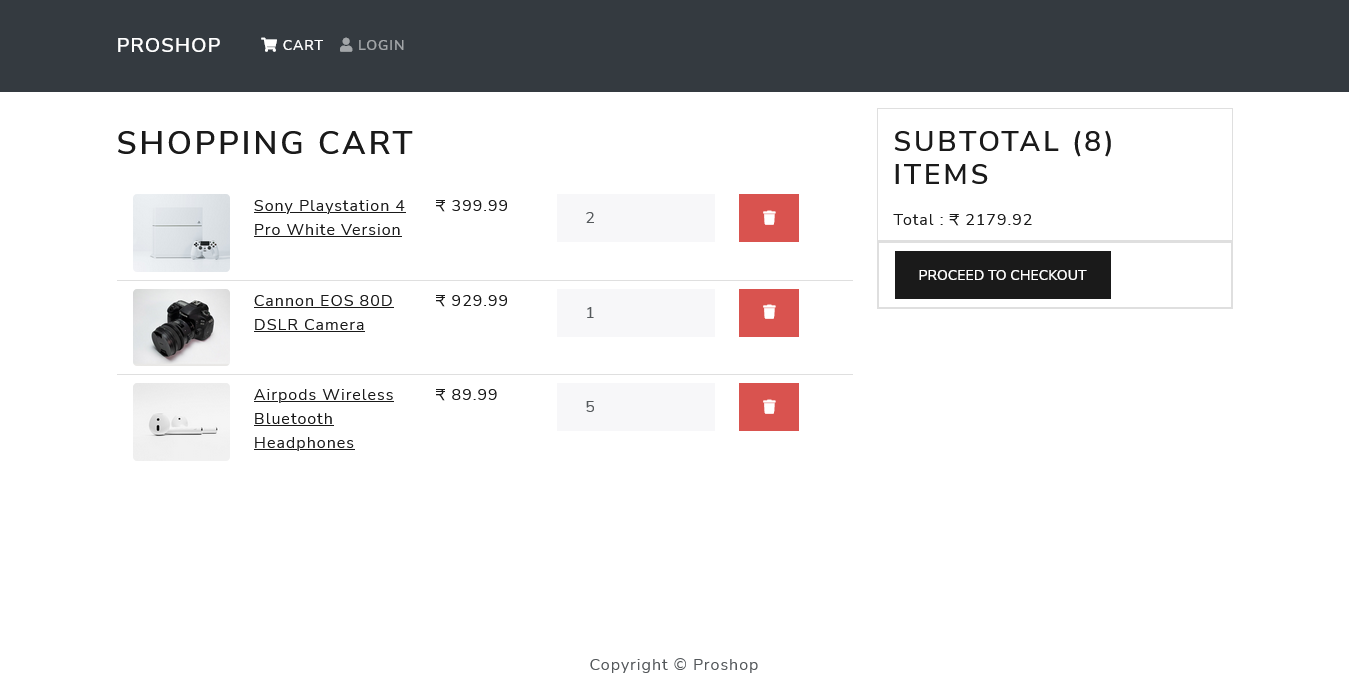 PROSHOP CART LOGIN
SHOPPING CART
Sony Playstation 4
Pro White Version
₹ 399.99
2
Cannon EOS 80D
DSLR Camera
₹ 929.99
1
Airpods Wireless
Bluetooth
Headphones
₹ 89.99
5
SUBTOTAL (8)
ITEMS
Total : ₹ 2179.92
PROCEED TO CHECKOUT
Copyright © Proshop